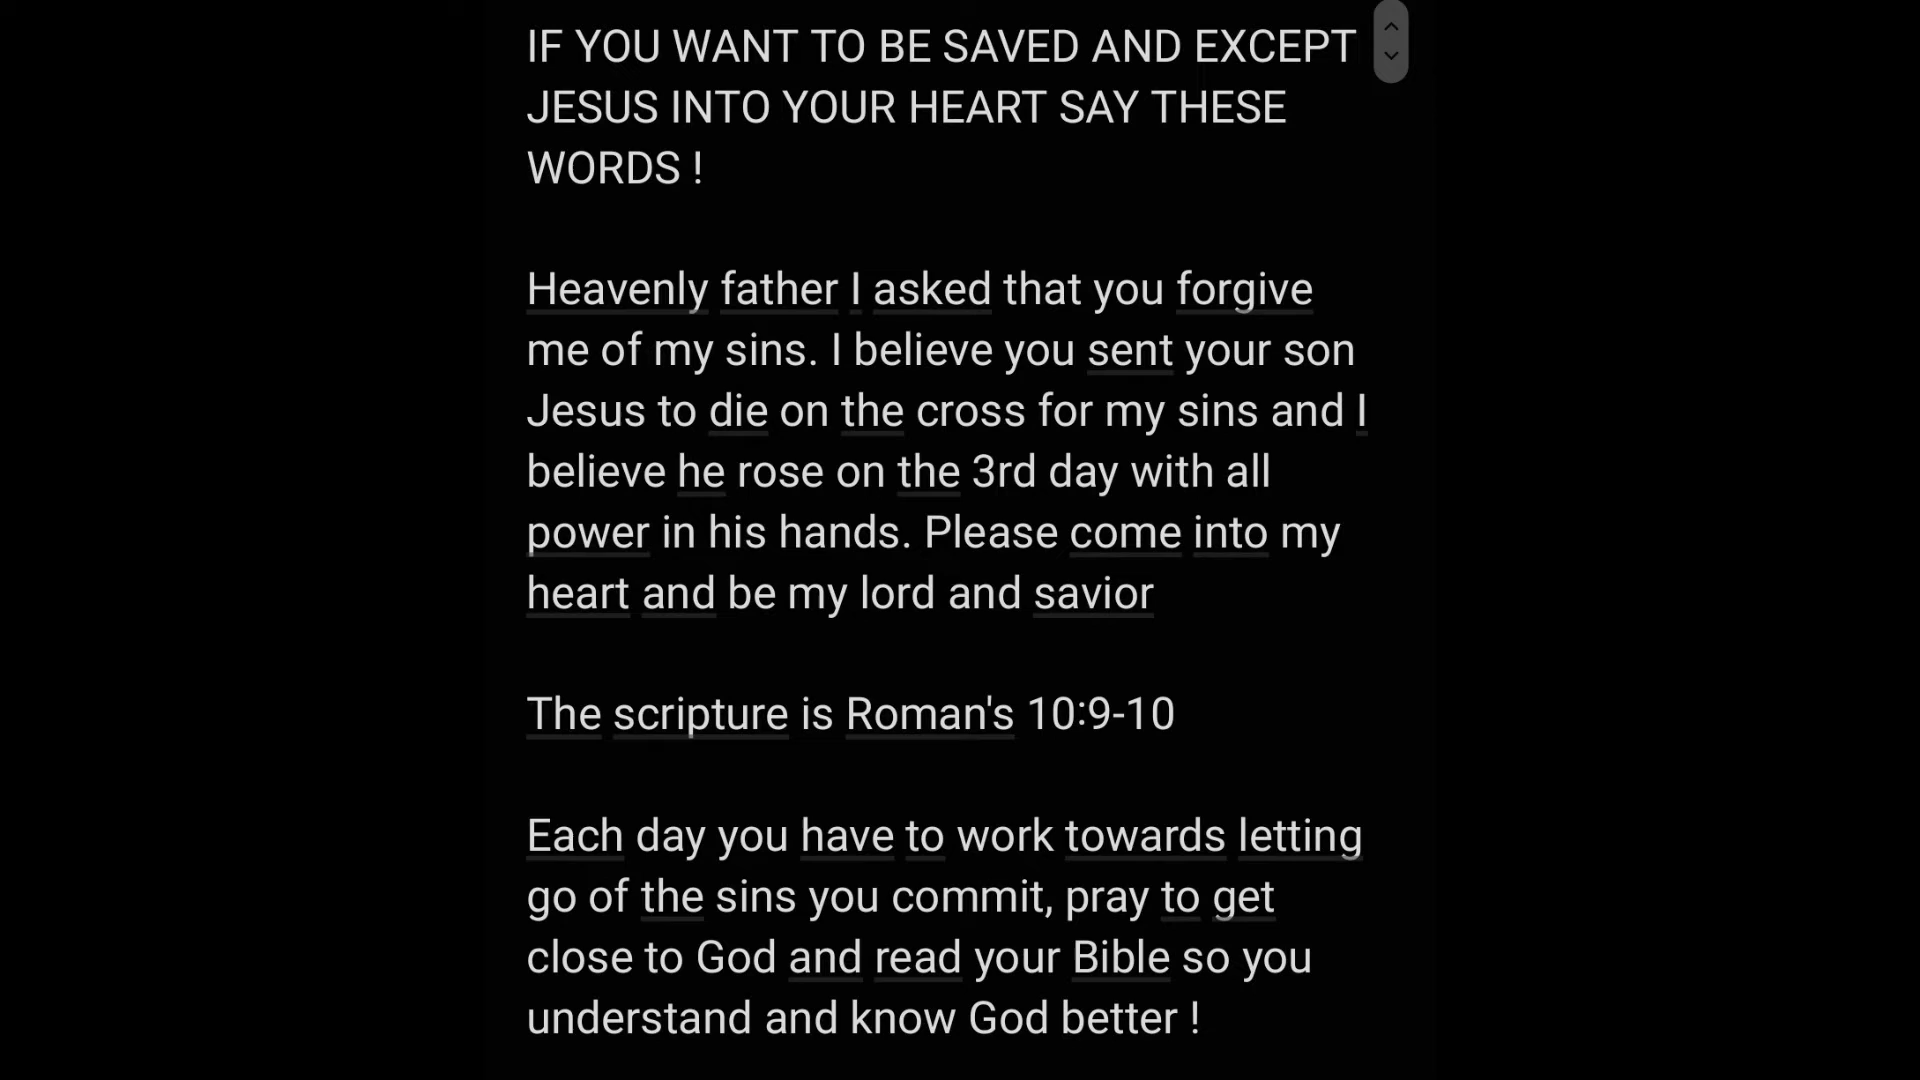 IF YOU WANT TO BE SAVED AND EXCEPT
JESUS INTO YOUR HEART SAY THESE
WORDS !
Heavenly father I asked that you forgive
me of my sins. I believe you sent your son
Jesus to die on the cross for my sins and I
believe he rose on the 3rd day with all
power in his hands. Please come into my
heart and be my lord and savior
The scripture is Roman's 10:9-10
Each day you have to work towards letting
go of the sins you commit, pray to get
close to God and read your Bible so you
understand and know God better !